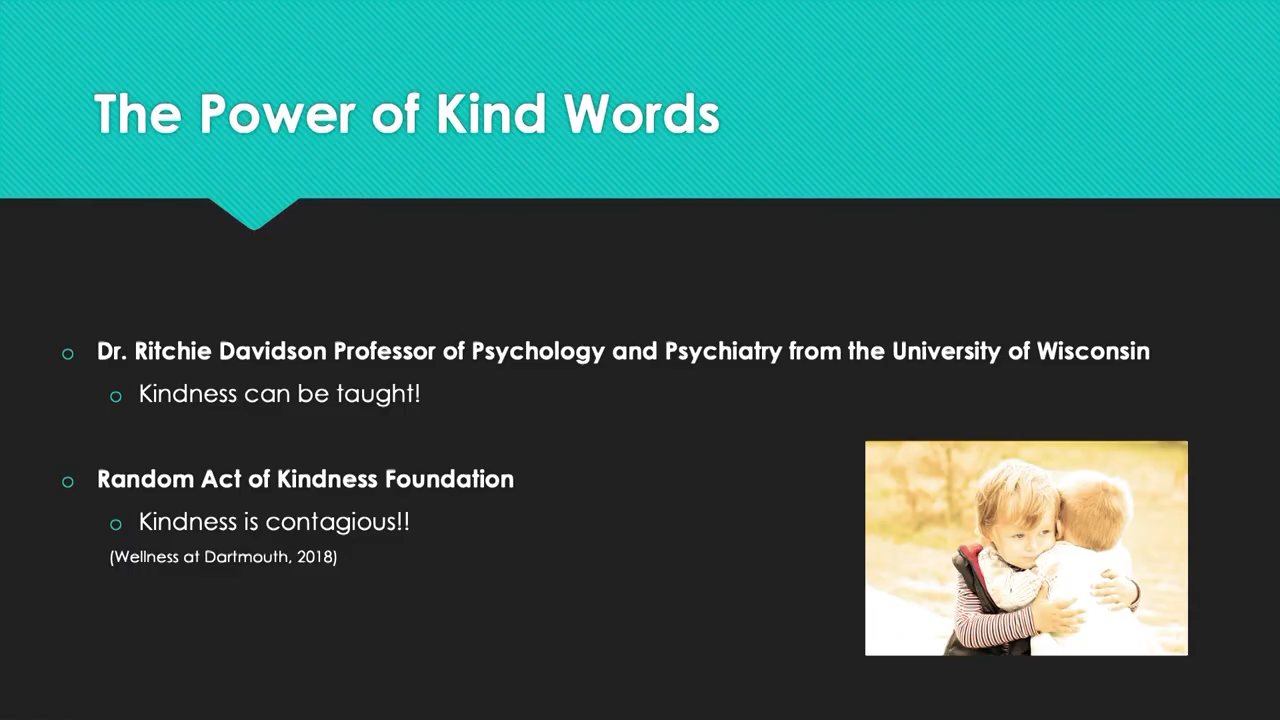 The Power of Kind Words
Dr. Ritchie Davidson Professor of Psychology and Psychiatry from the University of Wisconsin
Kindness can be taught!
Random Act of Kindness Foundation
Kindness is contagious!!
(Wellness at Dartmouth, 2018)